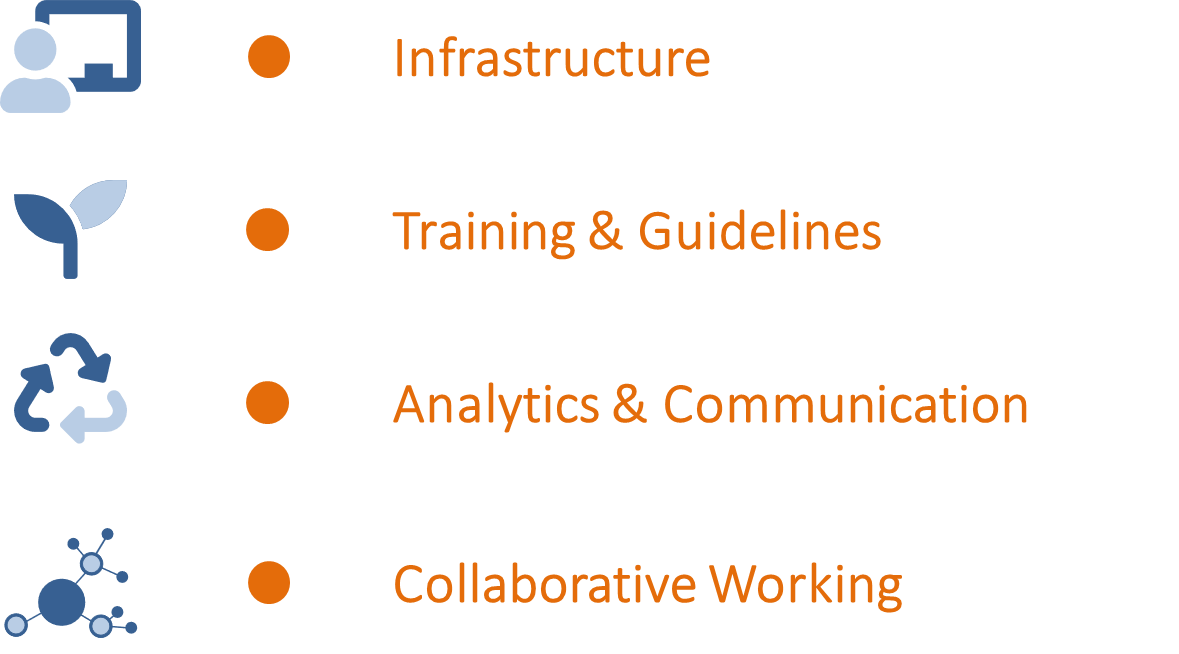 Infrastructure
Training & Guidelines
Analytics & Communication
Collaborative Working